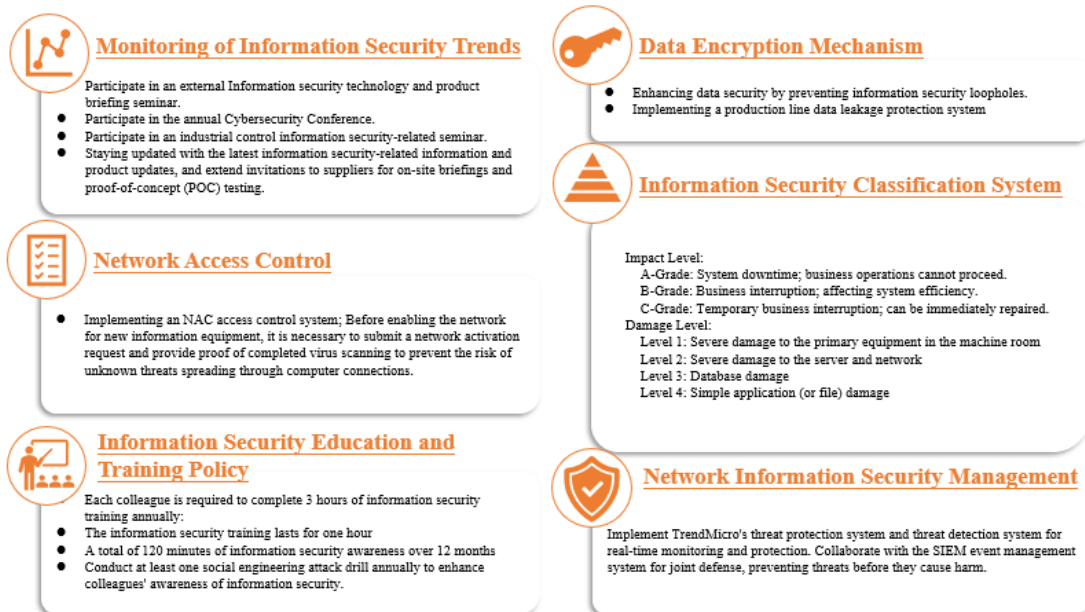 Monitoring of Information Security Trends
Participate in an external Information security technology and product
briefing seminar.
● Participate in the annual Cybersecurity Conference.
● Participate in an industrial control information security-related seminar.
● Staying updated with the latest information security-related information and
product updates, and extend invitations to suppliers for on-site briefings and
proof-of-concept (POC) testing.
Network Access Control
● Implementing an NAC access control system; Before enabling the network
for new information equipment, it is necessary to submit a network activation
request and provide proof of completed virus scanning to prevent the risk of
unknown threats spreading through computer connections.
Information Security Education and
Training Policy
Each colleague is required to complete 3 hours of information security
training annually:
● The information security training lasts for one hour
● A total of 120 minutes of information security awareness over 12 months
● Conduct at least one social engineering attack drill annually to enhance
colleagues' awareness of information security.
Data Encryption Mechanism
● Enhancing data security by preventing information security loopholes.
● Implementing a production line data leakage protection system
Information Security Classification System
Impact Level:
A-Grade: System downtime; business operations cannot proceed.
B-Grade: Business interruption; affecting system efficiency.
C-Grade: Temporary business interruption; can be immediately repaired.
Damage Level:
Level 1: Severe damage to the primary equipment in the machine room
Level 2: Severe damage to the server and network
Level 3: Database damage
Level 4: Simple application (or file) damage
Network Information Security Management
Implement TrendMicro's threat protection system and threat detection system for
real-time monitoring and protection. Collaborate with the SIEM event management
system for joint defense, preventing threats before they cause harm.